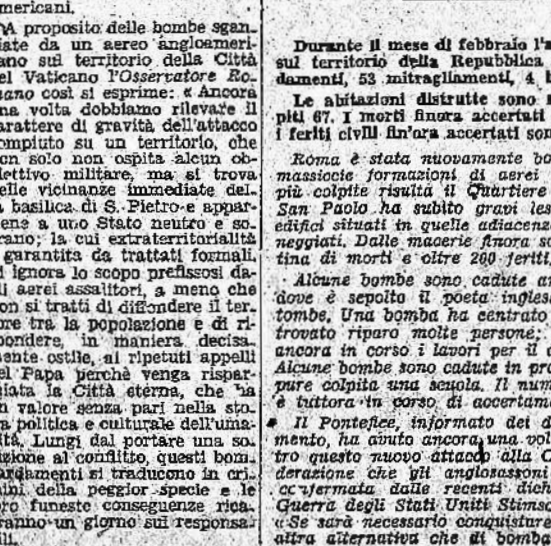 mericani.
A proposito delle bombe sgan-
iate da un aereo angloameri-
ano sul territorio della Città
el Vaticano l'Osservatore Ro-
ano così si esprime: « Ancora
na volta dobbiamo rilevare il
arattere di gravità dell'attacco
ompiuto su un territorio, che
on solo non ospita alcun ob-
iettivo militare, ma si trova
elle vicinanze immediate del-
a basilica di S. Pietro e appar-
iene a uno Stato neutro e so-
rano; la cui extraterritorialità
garantita da trattati formali.
i ignora lo scopo prefissosi da-
li aerei assalitori, a meno che
on si tratti di diffondere il ter-
ore tra la popolazione e di ri-
pondere, in maniera decisa-
ente ostile, ai ripetuti appelli
el Papa perchè venga rispar-
iata la Città eterna, che ha
n valore senza pari nella sto-
a politica e culturale dell'uma-
ità. Lungi dal portare una so-
uzione al conflitto, questi bom-
ardamenti si traducono in cri-
ini della peggior specie e le
oro funeste conseguenze rica-
ranno un giorno sui responsa-
ili.
Durante il mese di febbraio l'a
sul territorio della Repubblica
damenti, 53 mitragliamenti, 4 l
Le abitazioni distrutte sono
piti 67. I morti finora accertati
i feriti civili fin'ora accertati son
Roma è stata nuovamente bo
massiccie formazioni di aerei
più colpite risulta il Quartiere
San Paolo ha subito gravi les
edifici situati in quelle adiacenz
neggiati. Dalle macerie finora so
tina di morti e oltre 200 feriti,
Alcune bombe sono cadute an
dove è sepolto il poeta ingles
tombe. Una bomba ha centrato
trovato riparo molte persone;
ancora in corso i lavori per il
Alcune bombe sono cadute in pro
pure colpita una scuola. Il num
è tuttora in corso di accertame
Il Pontefice, informato dei d
mento, ha avuto ancora una vol
tro questo nuovo attacco alla C
derazione che gli anglosassoni
confermata dalle recenti dich
Guerra degli Stati Uniti Stimso
« Se sarà necessario conquistare
altra alternativa che di bomba